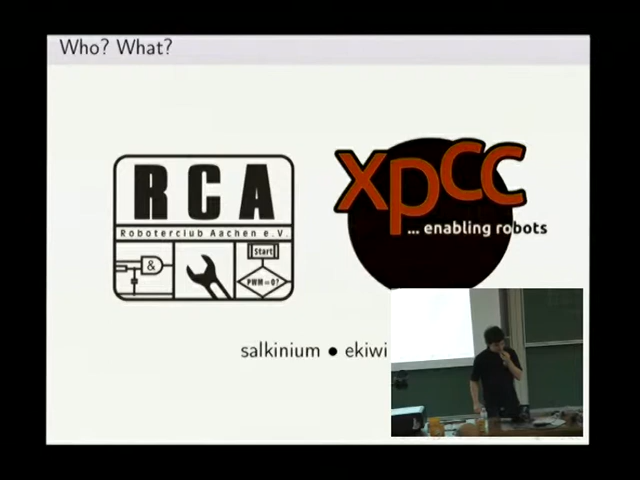 Who? What?
RCA
Roboterclub Aachen e.V.
&
Start
PWM=0?
xpcc
... enabling robots
salkinium • ekiwi